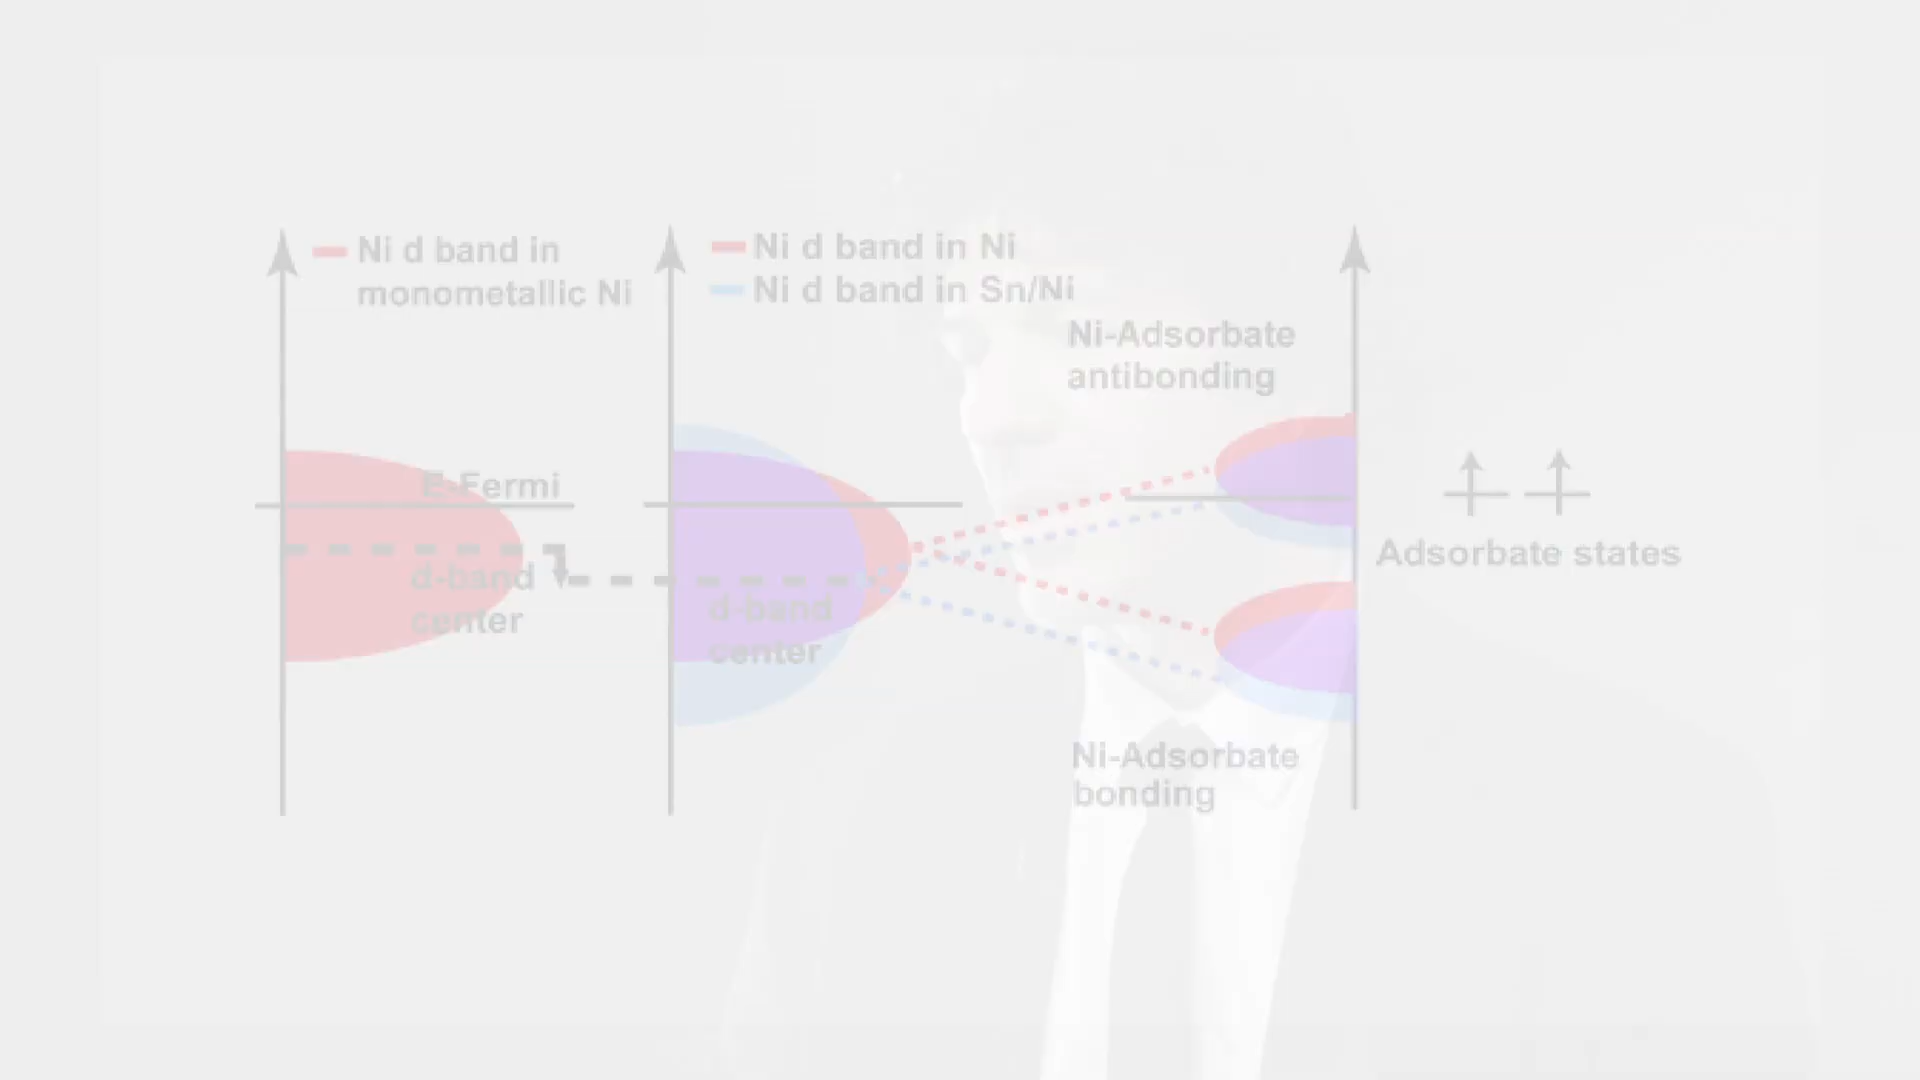 Ni d band in
monometallic Ni
E-Fermi
d-band
center
Ni d band in Ni
Ni d band in Sn/Ni
d-band
center
Ni-Adsorbate
antibonding
Ni-Adsorbate
bonding
Adsorbate states